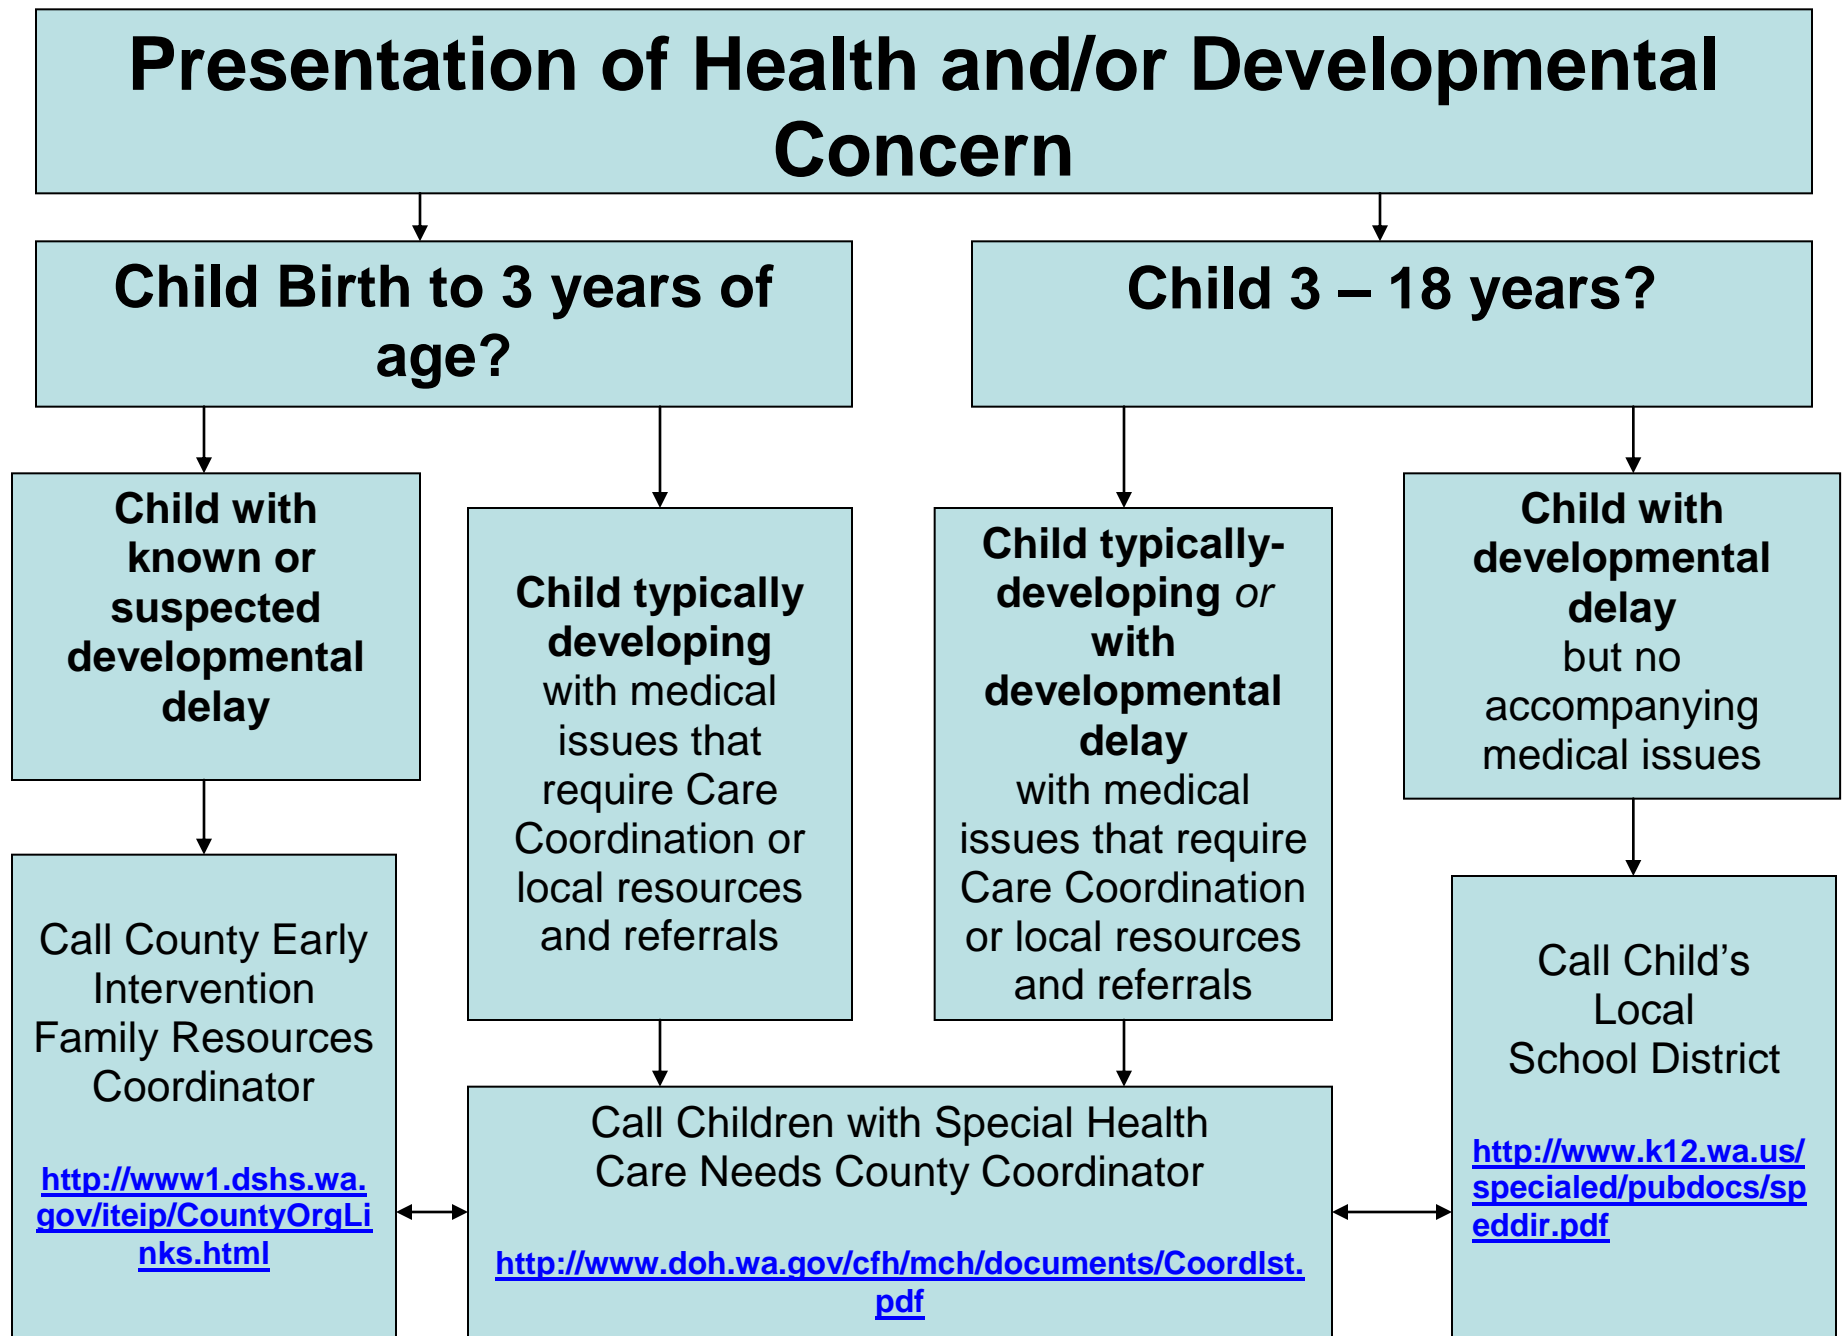 Presentation of Health and/or Developmental
Concern
Child Birth to 3 years of
age?
Child 3 – 18 years?
Child with
known or
suspected
developmental
delay
Child typically
developing
with medical
issues that
require Care
Coordination or
local resources
and referrals
Child typically-
developing or
with
developmental
delay
with medical
issues that require
Care Coordination
or local resources
and referrals
Child with
developmental
delay
but no
accompanying
medical issues
Call County Early
Intervention
Family Resources
Coordinator
http://www1.dshs.wa.
gov/iteip/CountyOrgLi
nks.html
Call Children with Special Health
Care Needs County Coordinator
http://www.doh.wa.gov/cfh/mch/documents/Coordlst.
pdf
Call Child’s
Local
School District
http://www.k12.wa.us/
specialed/pubdocs/sp
eddir.pdf